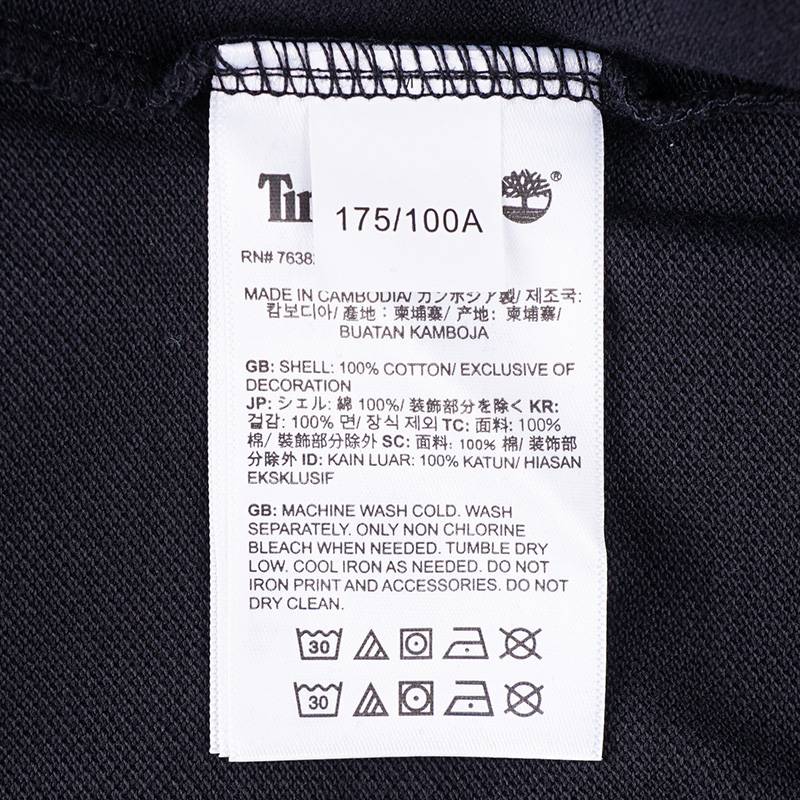 175/100A
RN# 7638
MADE IN CAMBODIA/ カンボジア製/ 제조국:
캄보디아/ 產地：柬埔寨/ 产地：柬埔寨/
BUATAN KAMBOJA
GB: SHELL: 100% COTTON/ EXCLUSIVE OF
DECORATION
JP: シェル: 綿 100%/ 装飾部分を除く KR:
겉감: 100% 면/ 장식 제외 TC: 面料: 100%
棉/ 裝飾部分除外 SC: 面料: 100% 棉/ 装饰部
分除外 ID: KAIN LUAR: 100% KATUN/ HIASAN
EKSKLUSIF
GB: MACHINE WASH COLD. WASH
SEPARATELY. ONLY NON CHLORINE
BLEACH WHEN NEEDED. TUMBLE DRY
LOW. COOL IRON AS NEEDED. DO NOT
IRON PRINT AND ACCESSORIES. DO NOT
DRY CLEAN.
30
30